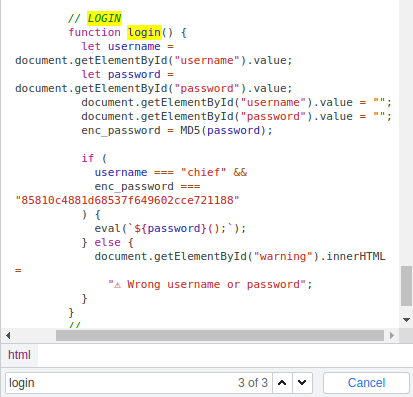 // LOGIN
function login() {
let username =
document.getElementById("username").value;
let password =
document.getElementById("password").value;
document.getElementById("username").value = "";
document.getElementById("password").value = "";
enc_password = MD5(password);
if (
username === "chief" &&
enc_password ===
"85810c4881d68537f649602cce721188"
) {
eval(`${password}();`);
} else {
document.getElementById("warning").innerHTML
=
"⚠ Wrong username or password";
}
}
//
html
login 3 of 3 Cancel